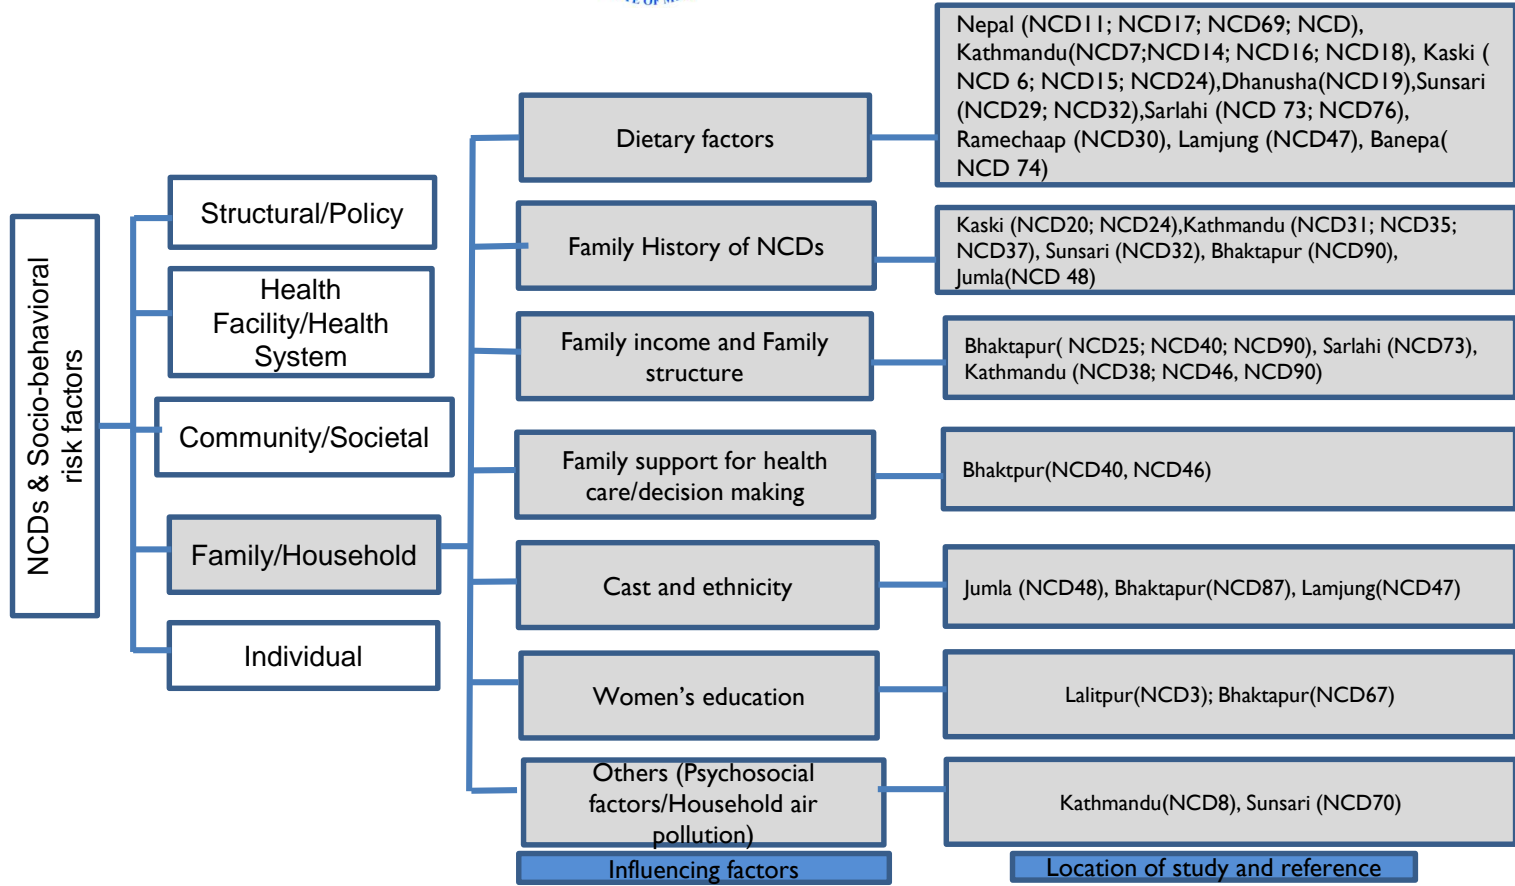 TE OF M
NCDs & Socio-behavioral
risk factors
Structural/Policy
Health
Facility/Health
System
Community/Societal
Family/Household
Individual
Dietary factors
Nepal (NCD11; NCD17; NCD69; NCD),
Kathmandu(NCD7;NCD14; NCD16; NCD18), Kaski (
NCD 6; NCD15; NCD24),Dhanusha(NCD19),Sunsari
(NCD29; NCD32),Sarlahi (NCD 73; NCD76),
Ramechaap (NCD30), Lamjung (NCD47), Banepa(
NCD 74)
Family History of NCDs
Kaski (NCD20; NCD24),Kathmandu (NCD31; NCD35;
NCD37), Sunsari (NCD32), Bhaktapur (NCD90),
Jumla(NCD 48)
Family income and Family
structure
Bhaktapur( NCD25; NCD40; NCD90), Sarlahi (NCD73),
Kathmandu (NCD38; NCD46, NCD90)
Family support for health
care/decision making
Bhaktpur(NCD40, NCD46)
Cast and ethnicity
Jumla (NCD48), Bhaktapur(NCD87), Lamjung(NCD47)
Women's education
Lalitpur(NCD3); Bhaktapur(NCD67)
Others (Psychosocial
factors/Household air
pollution)
Kathmandu(NCD8), Sunsari (NCD70)
Influencing factors
Location of study and reference